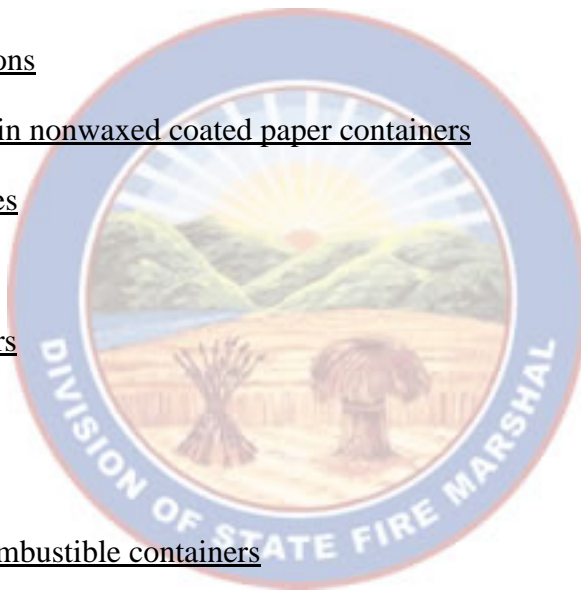 ons
in nonwaxed coated paper containers
es
rs
DIVISION OF STATE FIRE MARSHAL
mbustible containers